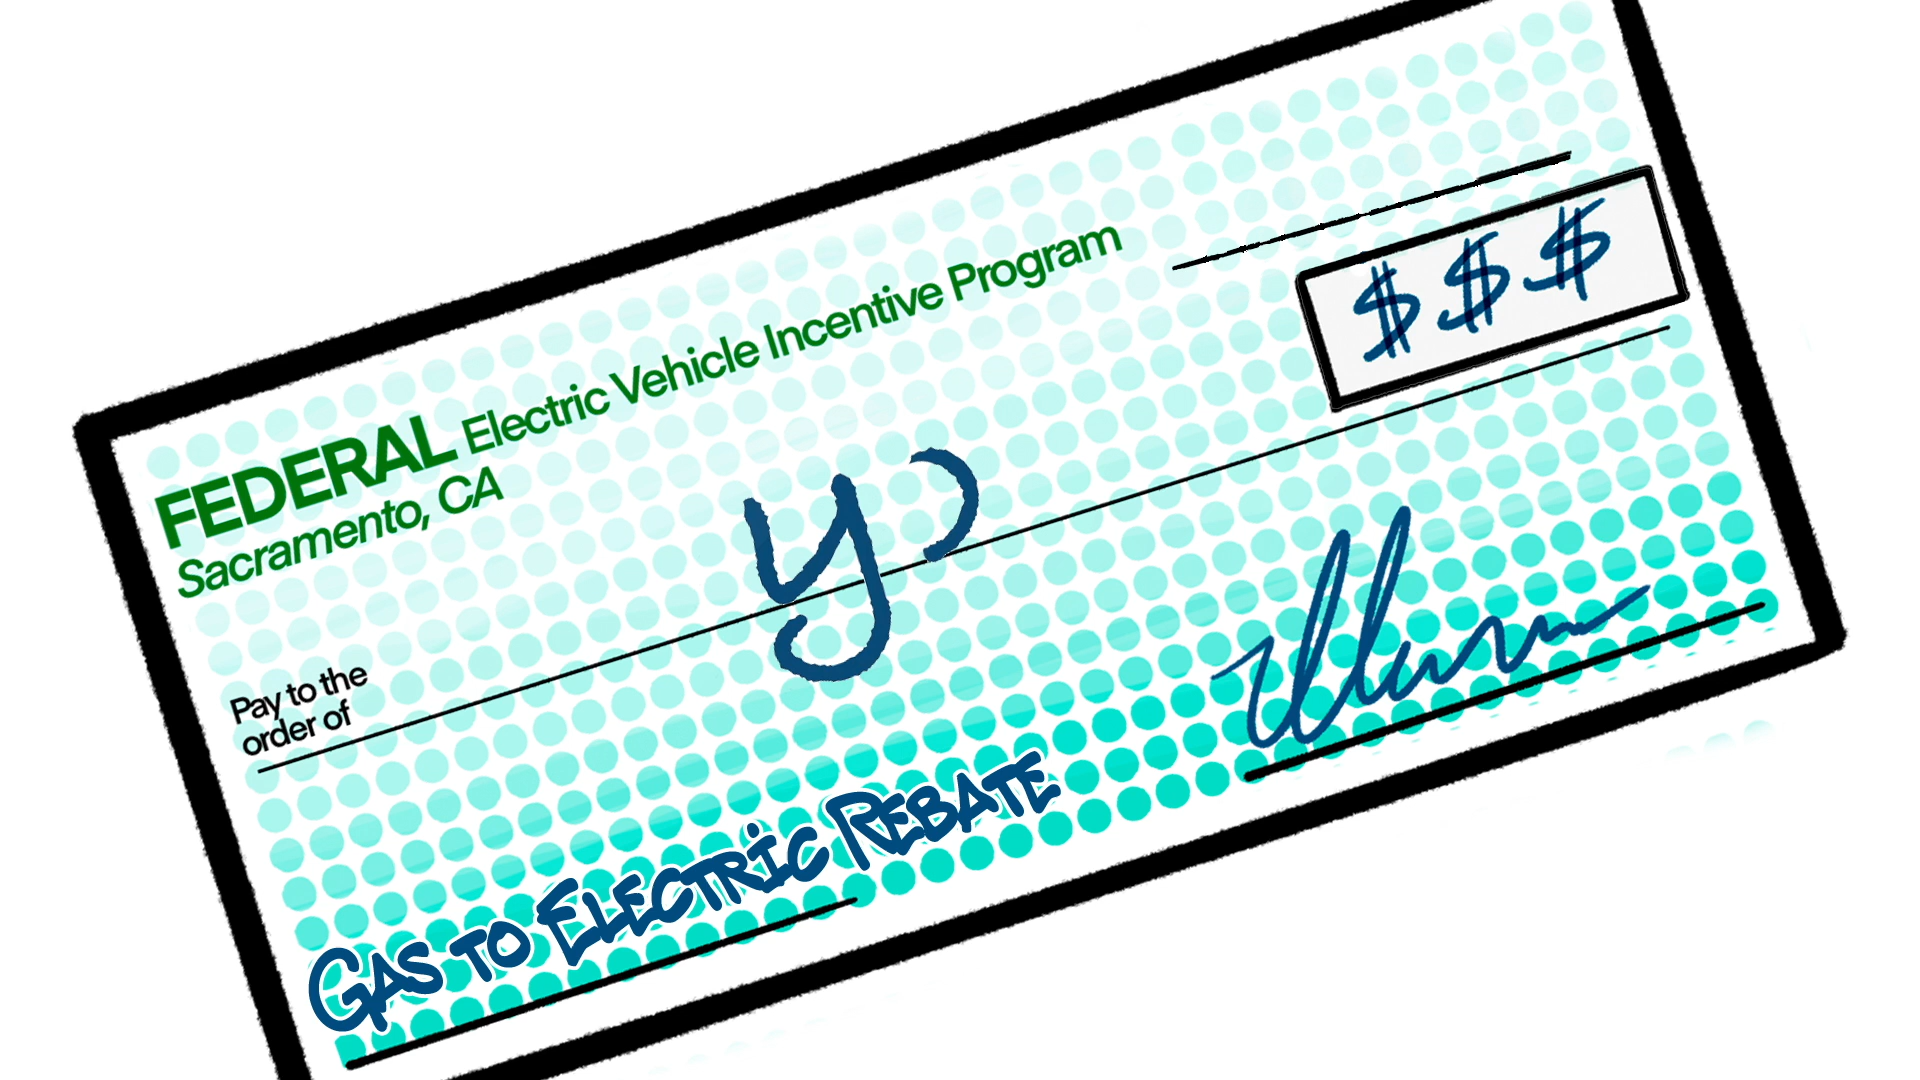 FEDERAL Electric Vehicle Incentive Program
Sacramento, CA
$$$
Pay to the
order of
y
Gas to Electric Rebate